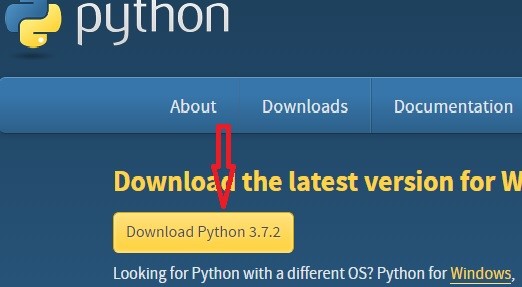 python
About Downloads Documentation
Download the latest version for W
Download Python 3.7.2
Looking for Python with a different OS? Python for Windows,